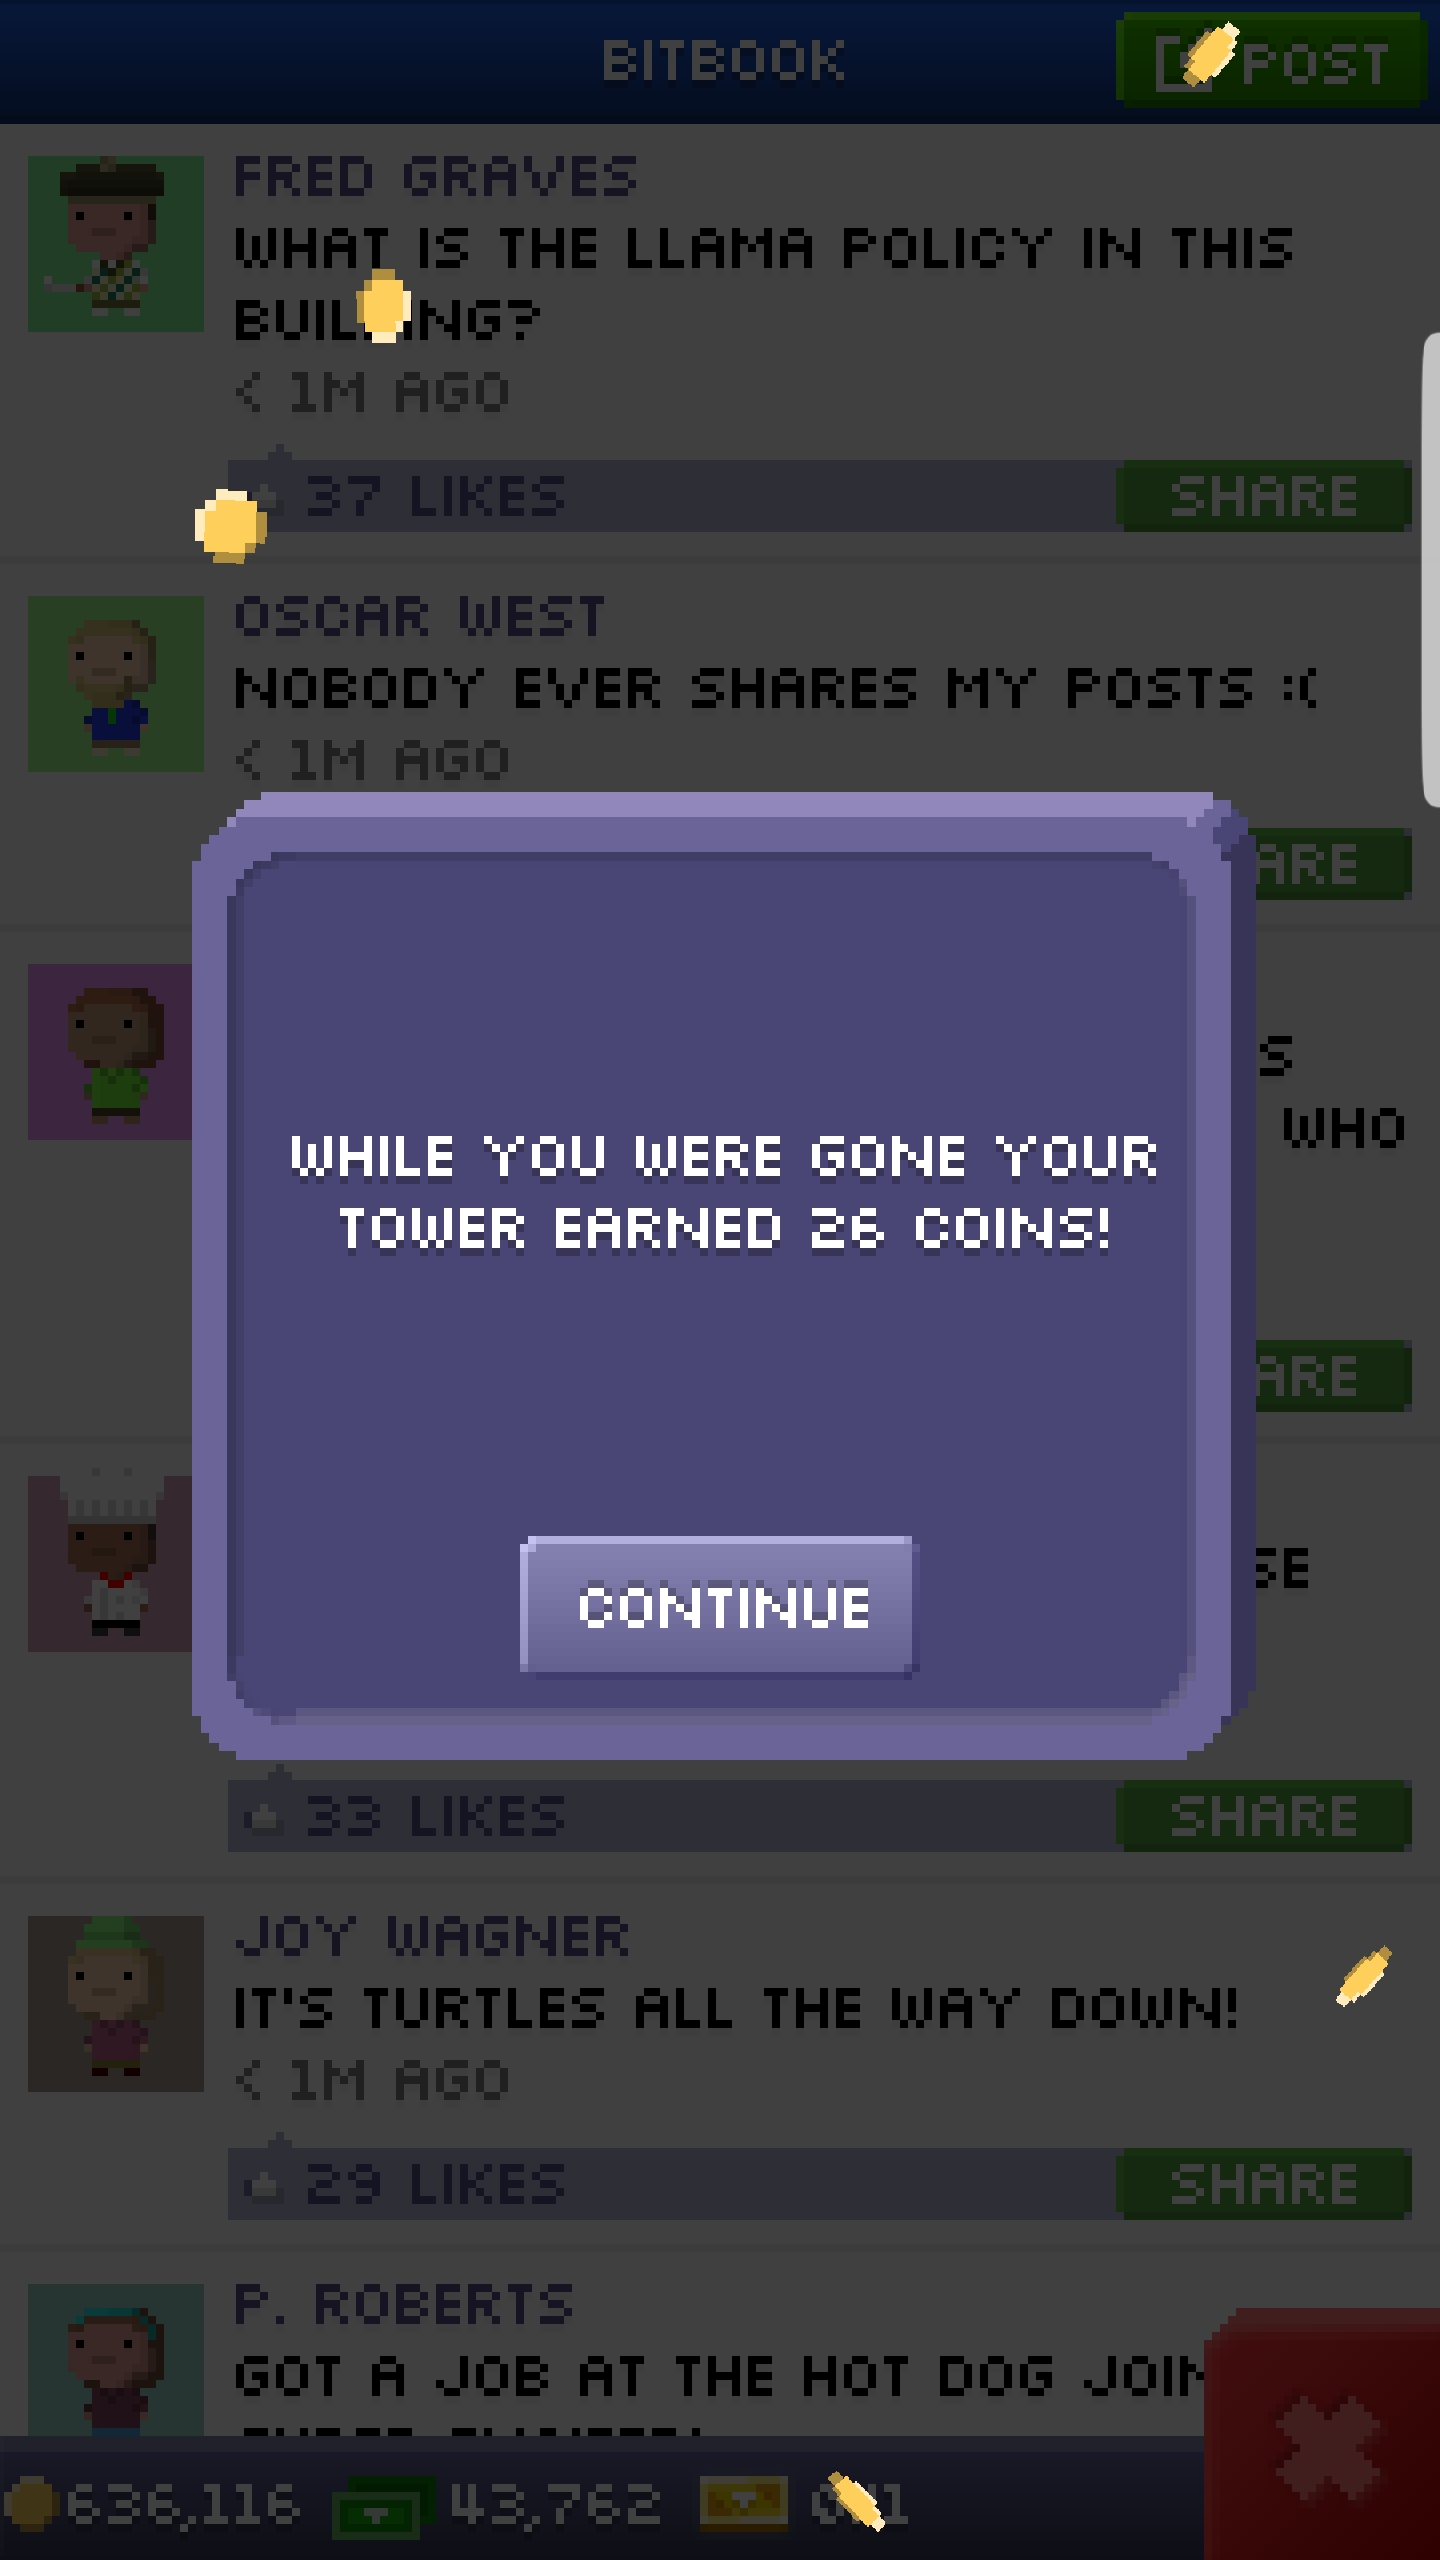 BITBOOK
POST
FRED GRAVES
WHAT IS THE LLAMA POLICY IN THIS
BUILDING?
< 1M AGO
37 LIKES
SHARE
OSCAR WEST
NOBODY EVER SHARES MY POSTS :(
< 1M AGO
WHO
WHILE YOU WERE GONE YOUR
TOWER EARNED 26 COINS!
CONTINUE
33 LIKES
SHARE
JOY WAGNER
IT'S TURTLES ALL THE WAY DOWN!
< 1M AGO
29 LIKES
SHARE
P. ROBERTS
GOT A JOB AT THE HOT DOG
636,116
43,762